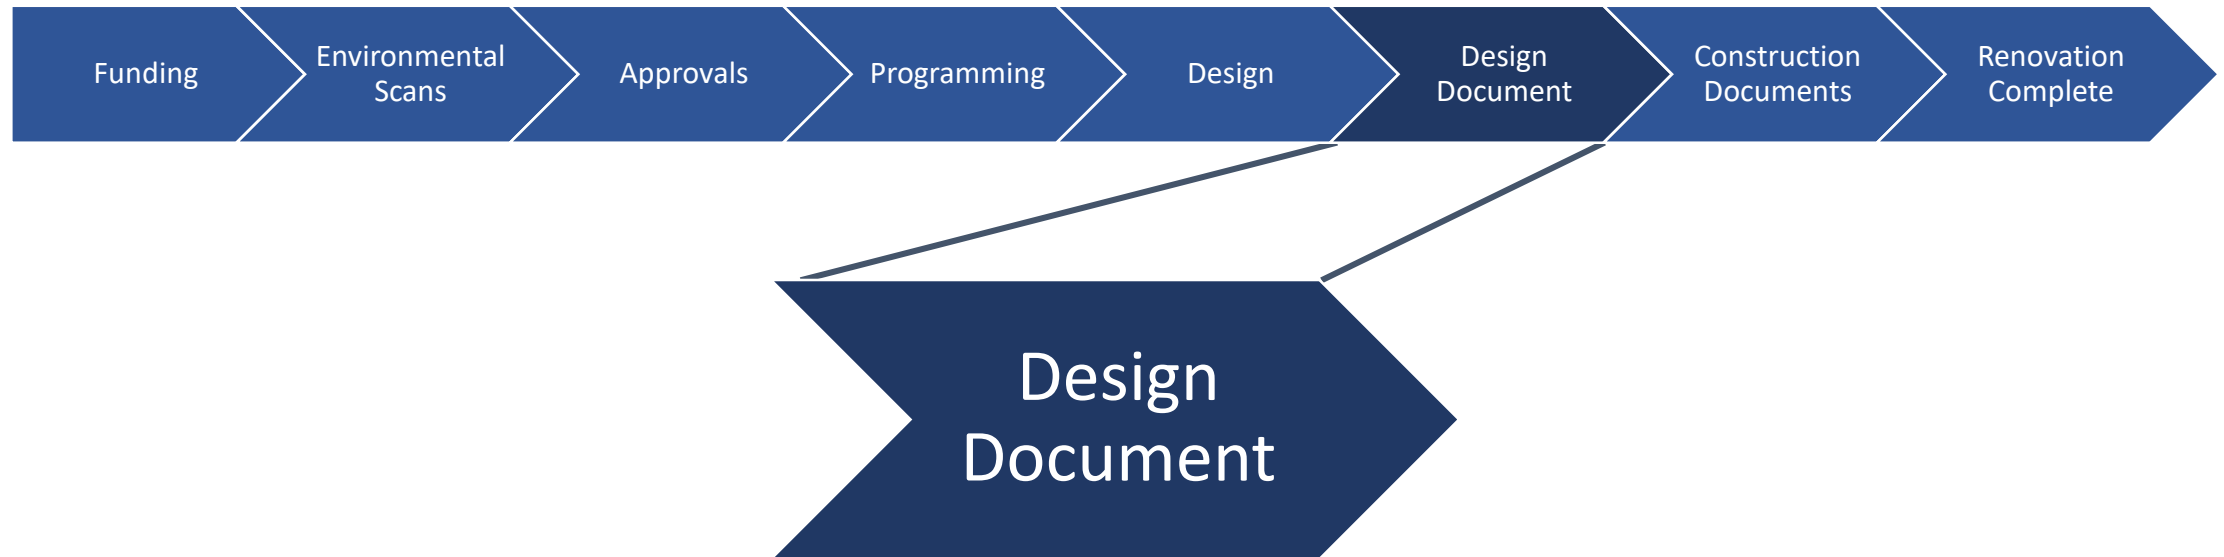 Funding
Environmental
Scans
Approvals
Programming
Design
Design
Document
Construction
Documents
Renovation
Complete
Design
Document